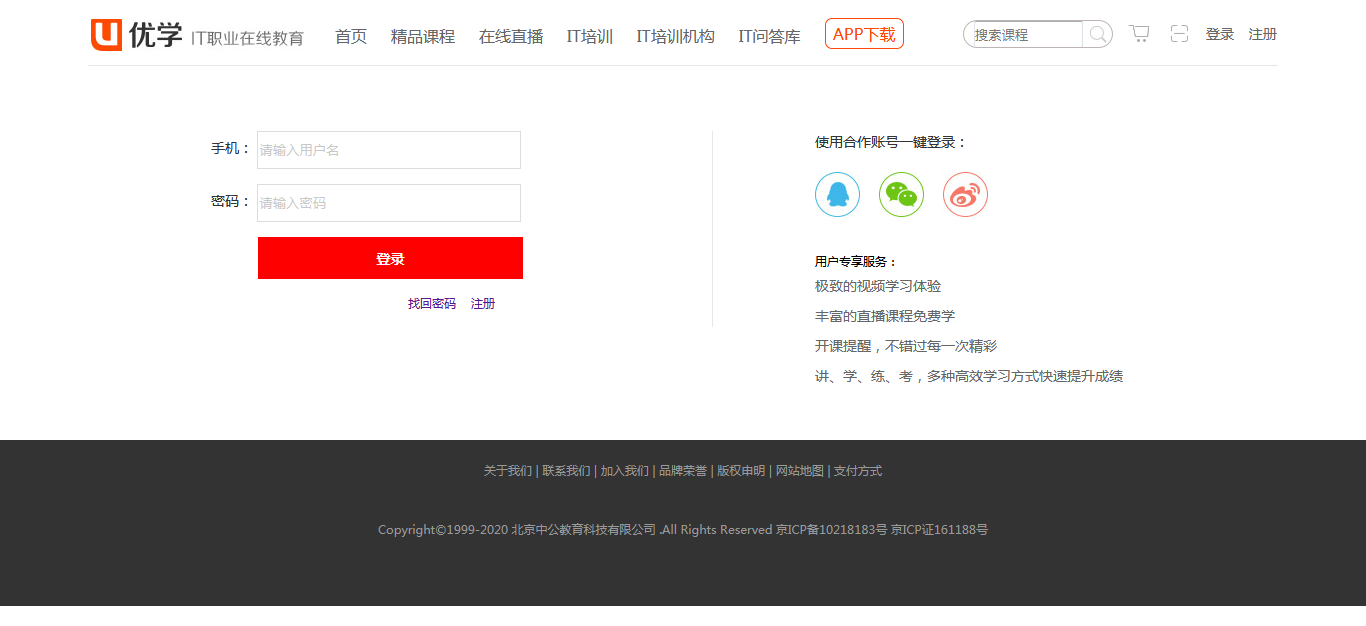 优学 IT职业在线教育 首页 精品课程 在线直播 IT培训 IT培训机构 IT问答库 APP下载 搜索课程 登录 注册
手机：请输入用户名
密码：请输入密码
登录
找回密码 注册
使用合作账号一键登录：
用户专享服务：
极致的视频学习体验
丰富的直播课程免费学
开课提醒，不错过每一次精彩
讲、学、练、考，多种高效学习方式快速提升成绩
关于我们 | 联系我们 | 加入我们 | 品牌荣誉 | 版权申明 | 网站地图 | 支付方式
Copyright©1999-2020 北京中公教育科技有限公司 .All Rights Reserved 京ICP备10218183号 京ICP证161188号